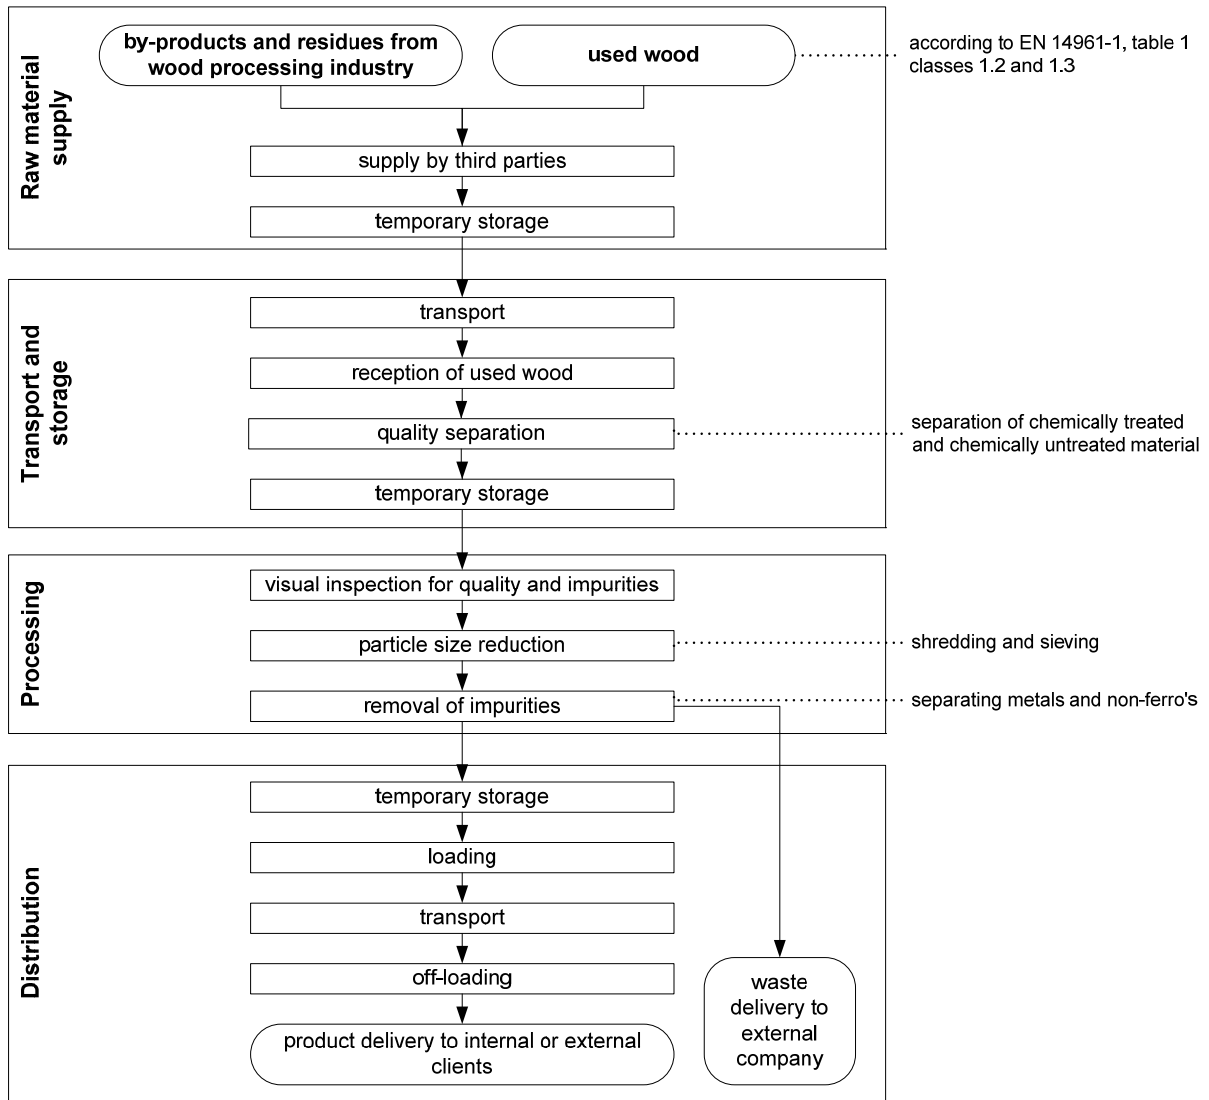 Raw material
supply
by-products and residues from
wood processing industry
used wood
according to EN 14961-1, table 1
classes 1.2 and 1.3
supply by third parties
temporary storage
Transport and
storage
transport
reception of used wood
quality separation
separation of chemically treated
and chemically untreated material
temporary storage
Processing
visual inspection for quality and impurities
particle size reduction
shredding and sieving
removal of impurities
separating metals and non-ferro's
Distribution
temporary storage
loading
transport
off-loading
product delivery to internal or external
clients
waste
delivery to
external
company